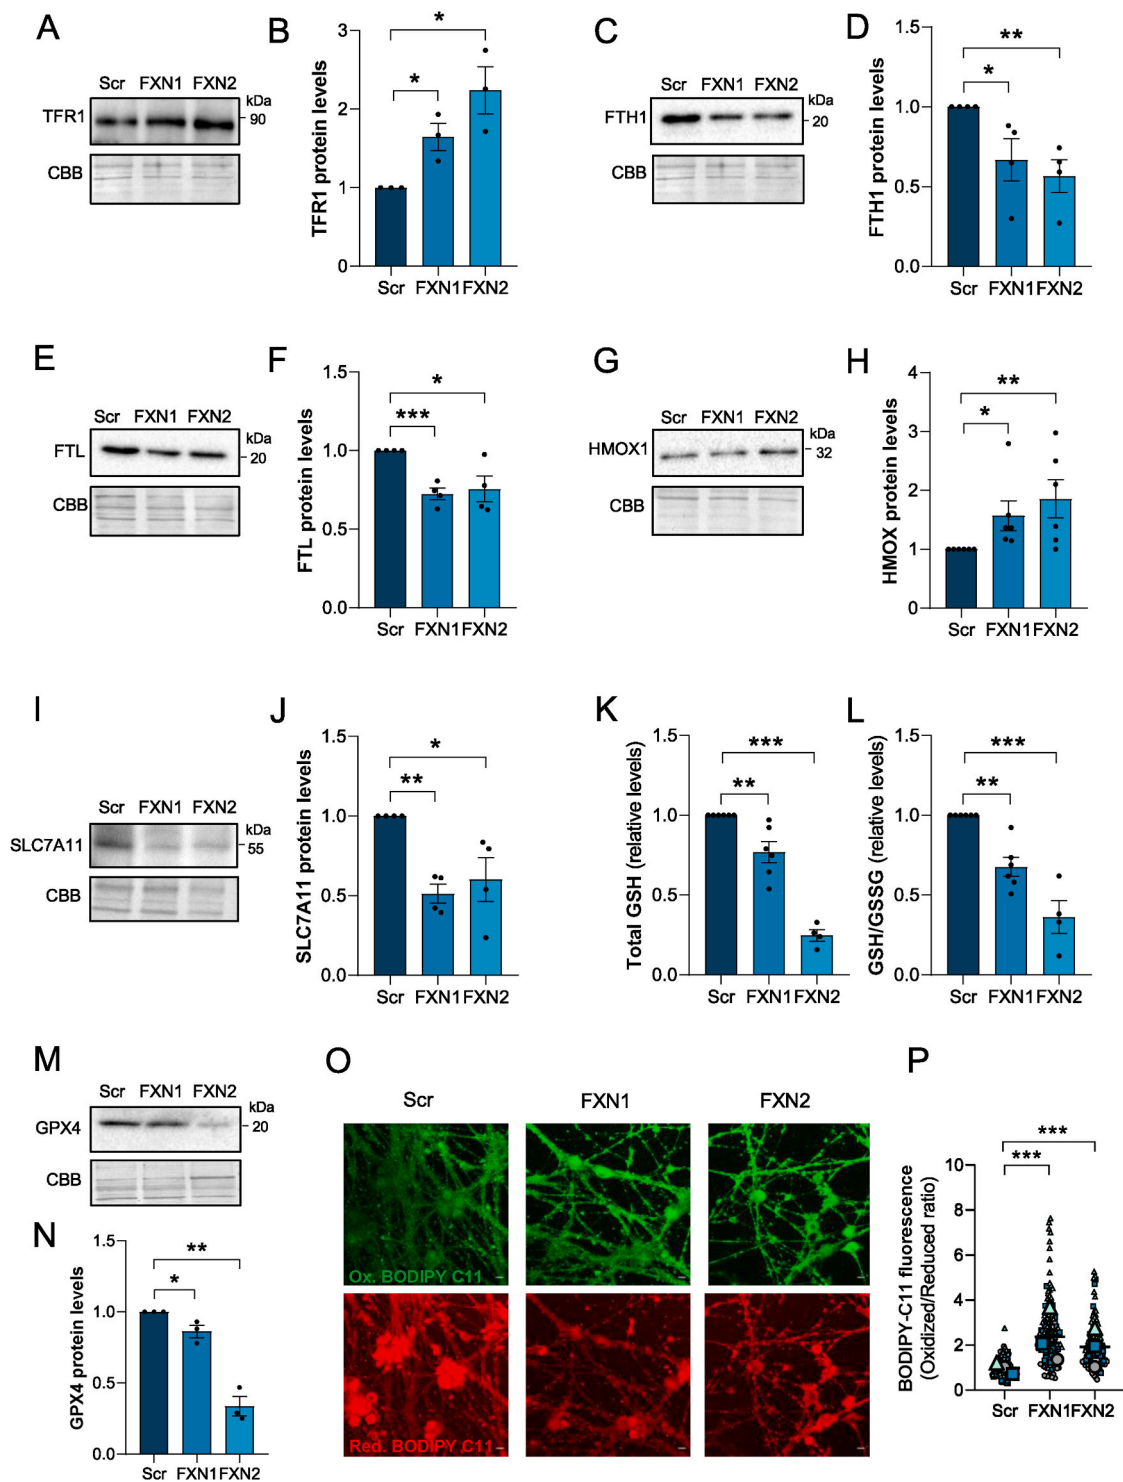 A
Scr FXN1 FXN2
kDa
TFR1
90
CBB
B
TFR1 protein levels
3
2
1
0
*
*
Scr FXN1 FXN2
C
Scr FXN1 FXN2
kDa
FTH1
20
CBB
D
FTH1 protein levels
1.5
1.0
0.5
0.0
**
*
Scr FXN1 FXN2
E
Scr FXN1 FXN2
kDa
FTL
20
CBB
F
FTL protein levels
1.5
1.0
0.5
0.0
*
***
Scr FXN1 FXN2
G
Scr FXN1 FXN2
kDa
HMOX1
32
CBB
H
HMOX protein levels
4
3
2
1
0
**
*
Scr FXN1 FXN2
I
Scr FXN1 FXN2
kDa
SLC7A11
55
CBB
J
SLC7A11 protein levels
1.5
1.0
0.5
0.0
*
**
Scr FXN1 FXN2
K
Total GSH (relative levels)
1.5
1.0
0.5
0.0
***
**
Scr FXN1 FXN2
L
GSH/GSSG (relative levels)
1.5
1.0
0.5
0.0
***
**
Scr FXN1 FXN2
M
Scr FXN1 FXN2
kDa
GPX4
20
CBB
N
GPX4 protein levels
1.5
1.0
0.5
0.0
**
*
Scr FXN1 FXN2
O
Scr FXN1 FXN2
Ox. BODIPY C11
Red. BODIPY C11
P
BODIPY-C11 fluorescence
(Oxidized/Reduced ratio)
10
8
6
4
2
0
***
***
Scr FXN1 FXN2